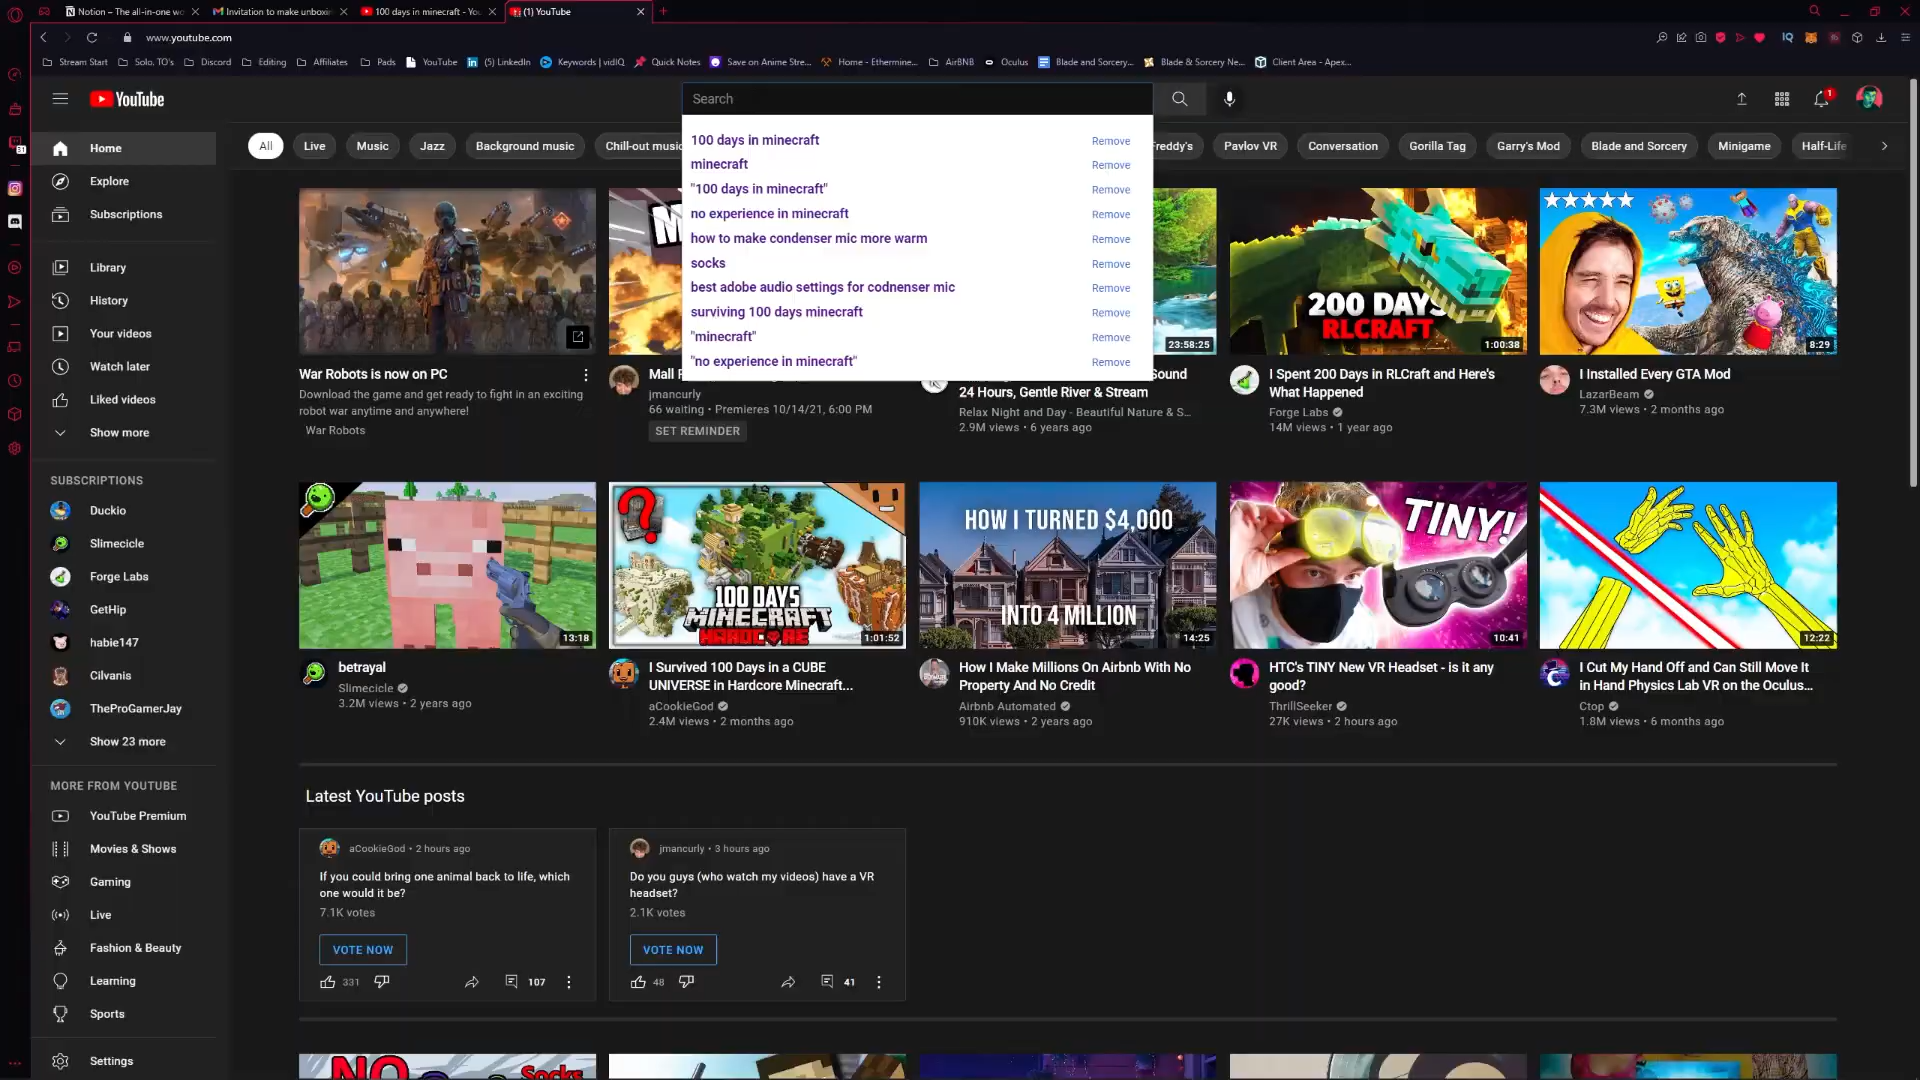 Notion – The all-in-one wo
Invitation to make unboxin
100 days in minecraft - You
(1) YouTube
www.youtube.com
IQ
Stream Start
Solo, TO's
Discord
Editing
Affiliates
Pads
YouTube
(5) LinkedIn
Keywords | vidIQ
Quick Notes
Save on Anime Stre...
Home - Ethermine...
AirBNB
Oculus
Blade and Sorcery...
Blade & Sorcery Ne...
Client Area - Apex...
YouTube
Search
1
All
Live
Music
Jazz
Background music
Chill-out music
Freddy's
Pavlov VR
Conversation
Gorilla Tag
Garry's Mod
Blade and Sorcery
Minigame
Half-Life
100 days in minecraft Remove
minecraft Remove
"100 days in minecraft" Remove
no experience in minecraft Remove
how to make condenser mic more warm Remove
socks Remove
best adobe audio settings for codnenser mic Remove
surviving 100 days minecraft Remove
"minecraft" Remove
"no experience in minecraft" Remove
Home
Explore
Subscriptions
Library
History
Your videos
Watch later
Liked videos
Show more
SUBSCRIPTIONS
Duckio
Slimecicle
Forge Labs
GetHip
habie147
Cilvanis
TheProGamerJay
Show 23 more
MORE FROM YOUTUBE
YouTube Premium
Movies & Shows
Gaming
Live
Fashion & Beauty
Learning
Sports
Settings
War Robots is now on PC
Download the game and get ready to fight in an exciting
robot war anytime and anywhere!
War Robots
Mall
jmancurly
66 waiting • Premieres 10/14/21, 6:00 PM
SET REMINDER
23:58:25
Sound
24 Hours, Gentle River & Stream
Relax Night and Day - Beautiful Nature & S...
2.9M views • 6 years ago
200 DAYS
RLCRAFT
1:00:38
I Spent 200 Days in RLCraft and Here's
What Happened
Forge Labs
14M views • 1 year ago
8:29
I Installed Every GTA Mod
LazarBeam
7.3M views • 2 months ago
13:18
betrayal
Slimecicle
3.2M views • 2 years ago
?
100 DAYS
MINECRAFT
HARDCORE
1:01:52
I Survived 100 Days in a CUBE
UNIVERSE in Hardcore Minecraft...
aCookieGod
2.4M views • 2 months ago
HOW I TURNED $4,000
INTO 4 MILLION
14:25
How I Make Millions On Airbnb With No
Property And No Credit
Airbnb Automated
910K views • 2 years ago
TINY!
10:41
HTC's TINY New VR Headset - is it any
good?
ThrillSeeker
27K views • 2 hours ago
12:22
I Cut My Hand Off and Can Still Move It
in Hand Physics Lab VR on the Oculus...
Ctop
1.8M views • 6 months ago
Latest YouTube posts
aCookieGod • 2 hours ago
If you could bring one animal back to life, which
one would it be?
7.1K votes
VOTE NOW
331
107
jmancurly • 3 hours ago
Do you guys (who watch my videos) have a VR
headset?
2.1K votes
VOTE NOW
48
41
NO
Socks